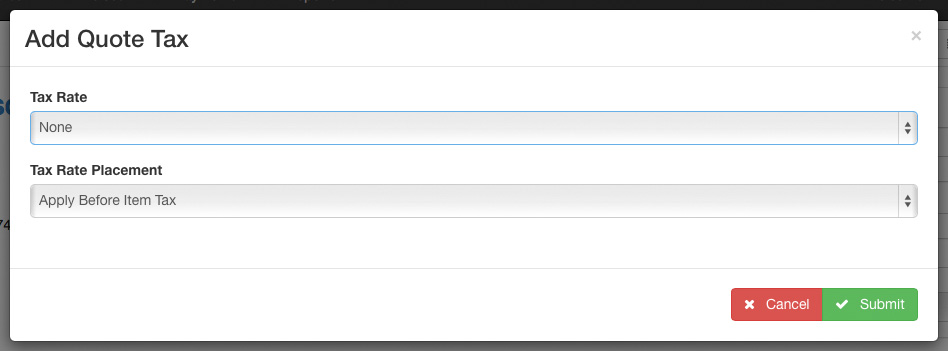 Add Quote Tax
×
Tax Rate
None
Tax Rate Placement
Apply Before Item Tax
Cancel Submit